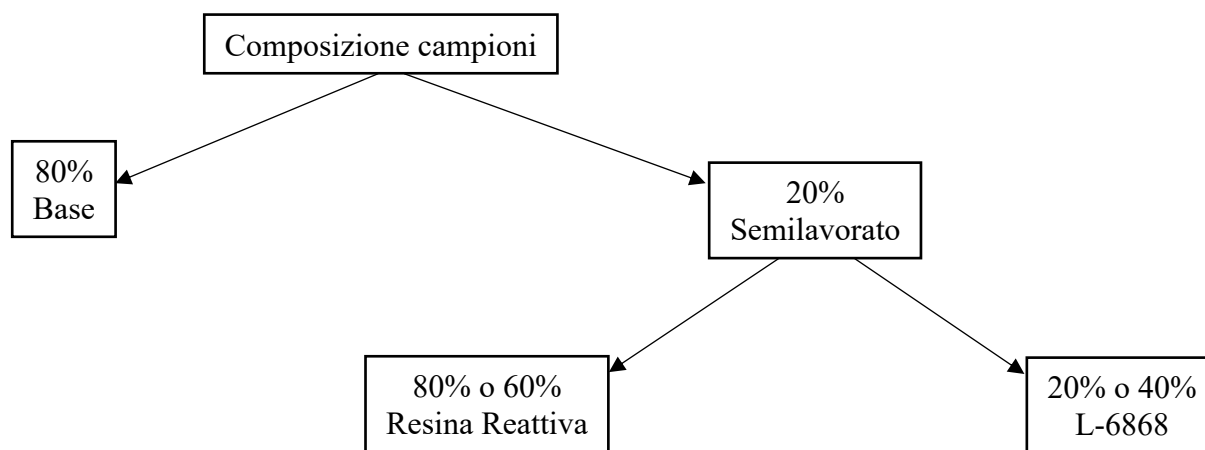 Composizione campioni
80%
Base
20%
Semilavorato
80% o 60%
Resina Reattiva
20% o 40%
L-6868